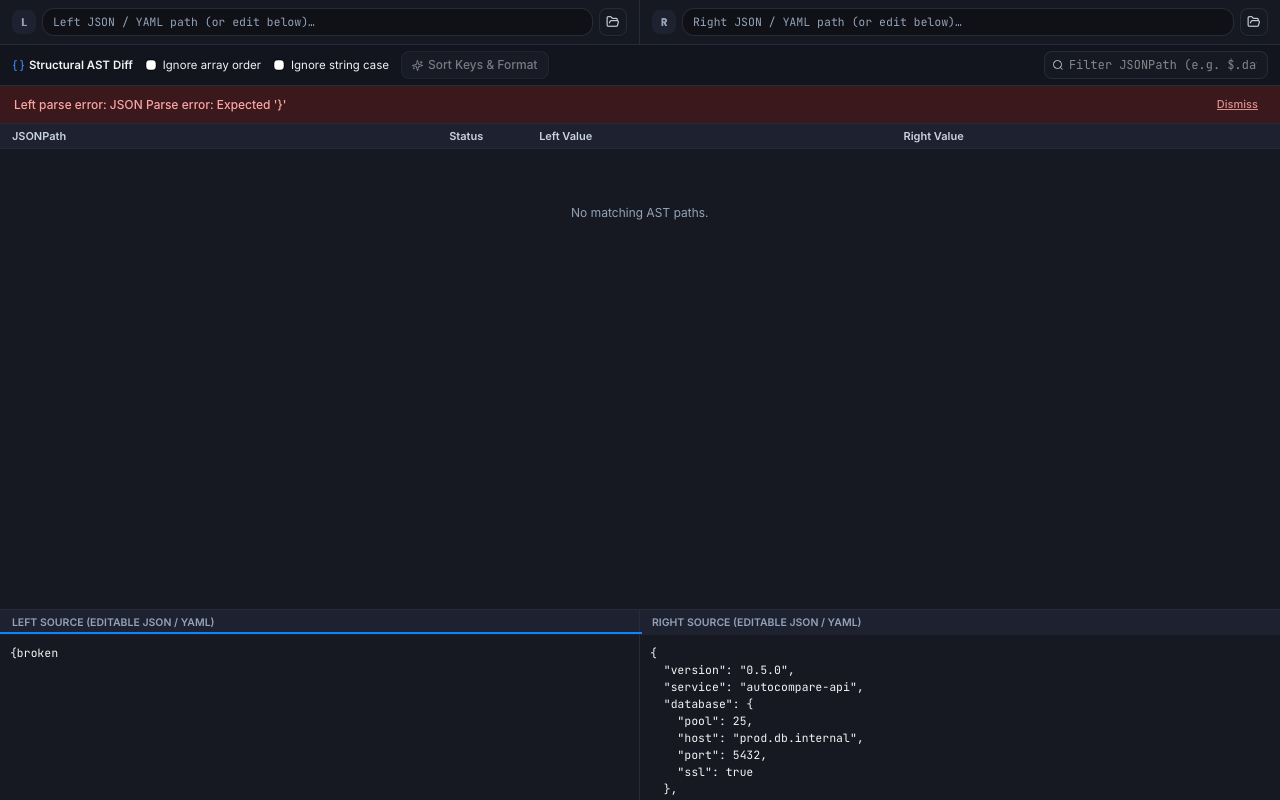 L Left JSON / YAML path (or edit below)…
R Right JSON / YAML path (or edit below)…
{} Structural AST Diff Ignore array order Ignore string case Sort Keys & Format Filter JSONPath (e.g. $.da
Left parse error: JSON Parse error: Expected '}' Dismiss
JSONPath Status Left Value Right Value
No matching AST paths.
LEFT SOURCE (EDITABLE JSON / YAML)
{broken
RIGHT SOURCE (EDITABLE JSON / YAML)
{
  "version": "0.5.0",
  "service": "autocompare-api",
  "database": {
    "pool": 25,
    "host": "prod.db.internal",
    "port": 5432,
    "ssl": true
  },